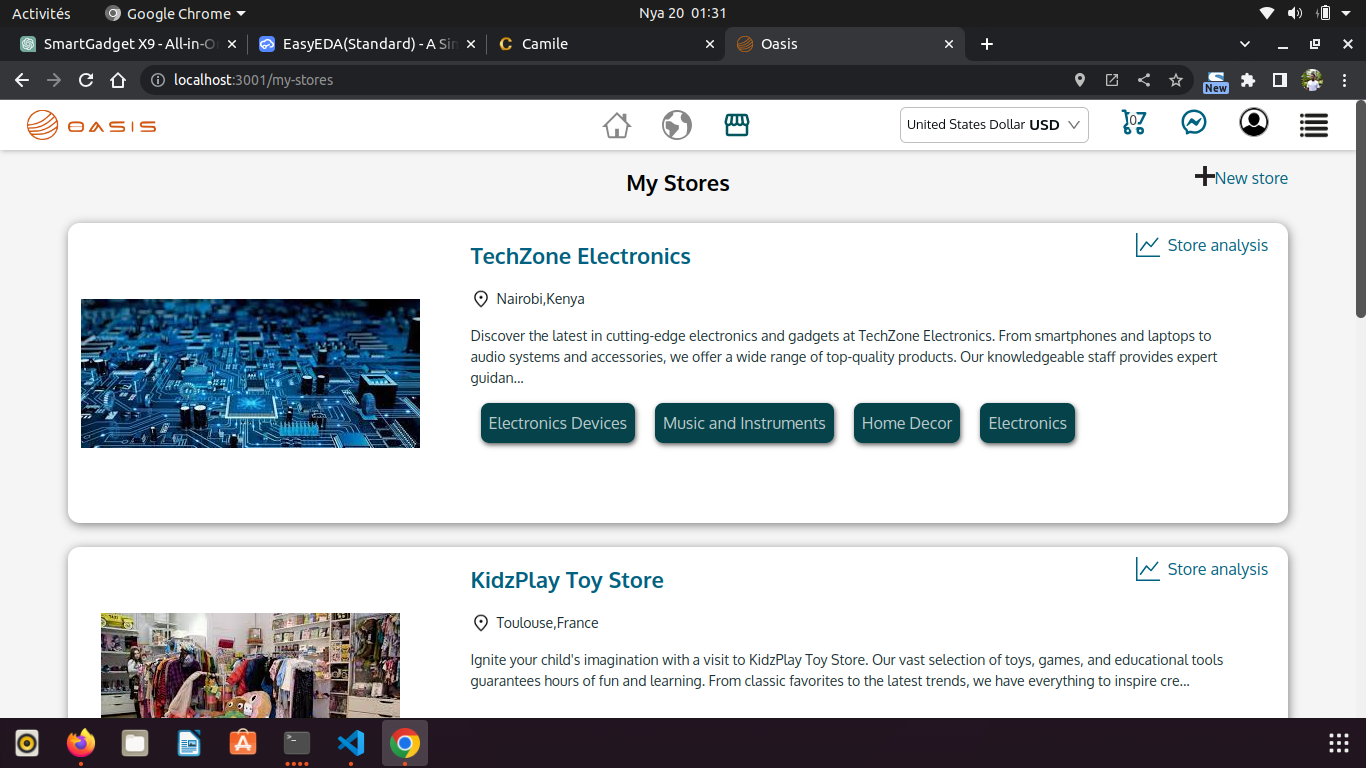 Activités
Google Chrome
Nya 20 01:31
SmartGadget X9 - All-in-O
EasyEDA(Standard) - A Sim
Camile
Oasis
localhost:3001/my-stores
New
OASIS
United States Dollar USD
07
My Stores
New store
TechZone Electronics
Store analysis
Nairobi,Kenya
Discover the latest in cutting-edge electronics and gadgets at TechZone Electronics. From smartphones and laptops to
audio systems and accessories, we offer a wide range of top-quality products. Our knowledgeable staff provides expert
guidan...
Electronics Devices
Music and Instruments
Home Decor
Electronics
KidzPlay Toy Store
Store analysis
Toulouse,France
Ignite your child's imagination with a visit to KidzPlay Toy Store. Our vast selection of toys, games, and educational tools
guarantees hours of fun and learning. From classic favorites to the latest trends, we have everything to inspire cre...